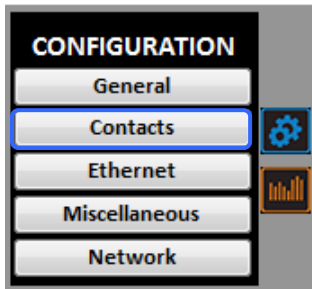 CONFIGURATION
General
Contacts
Ethernet
Miscellaneous
Network